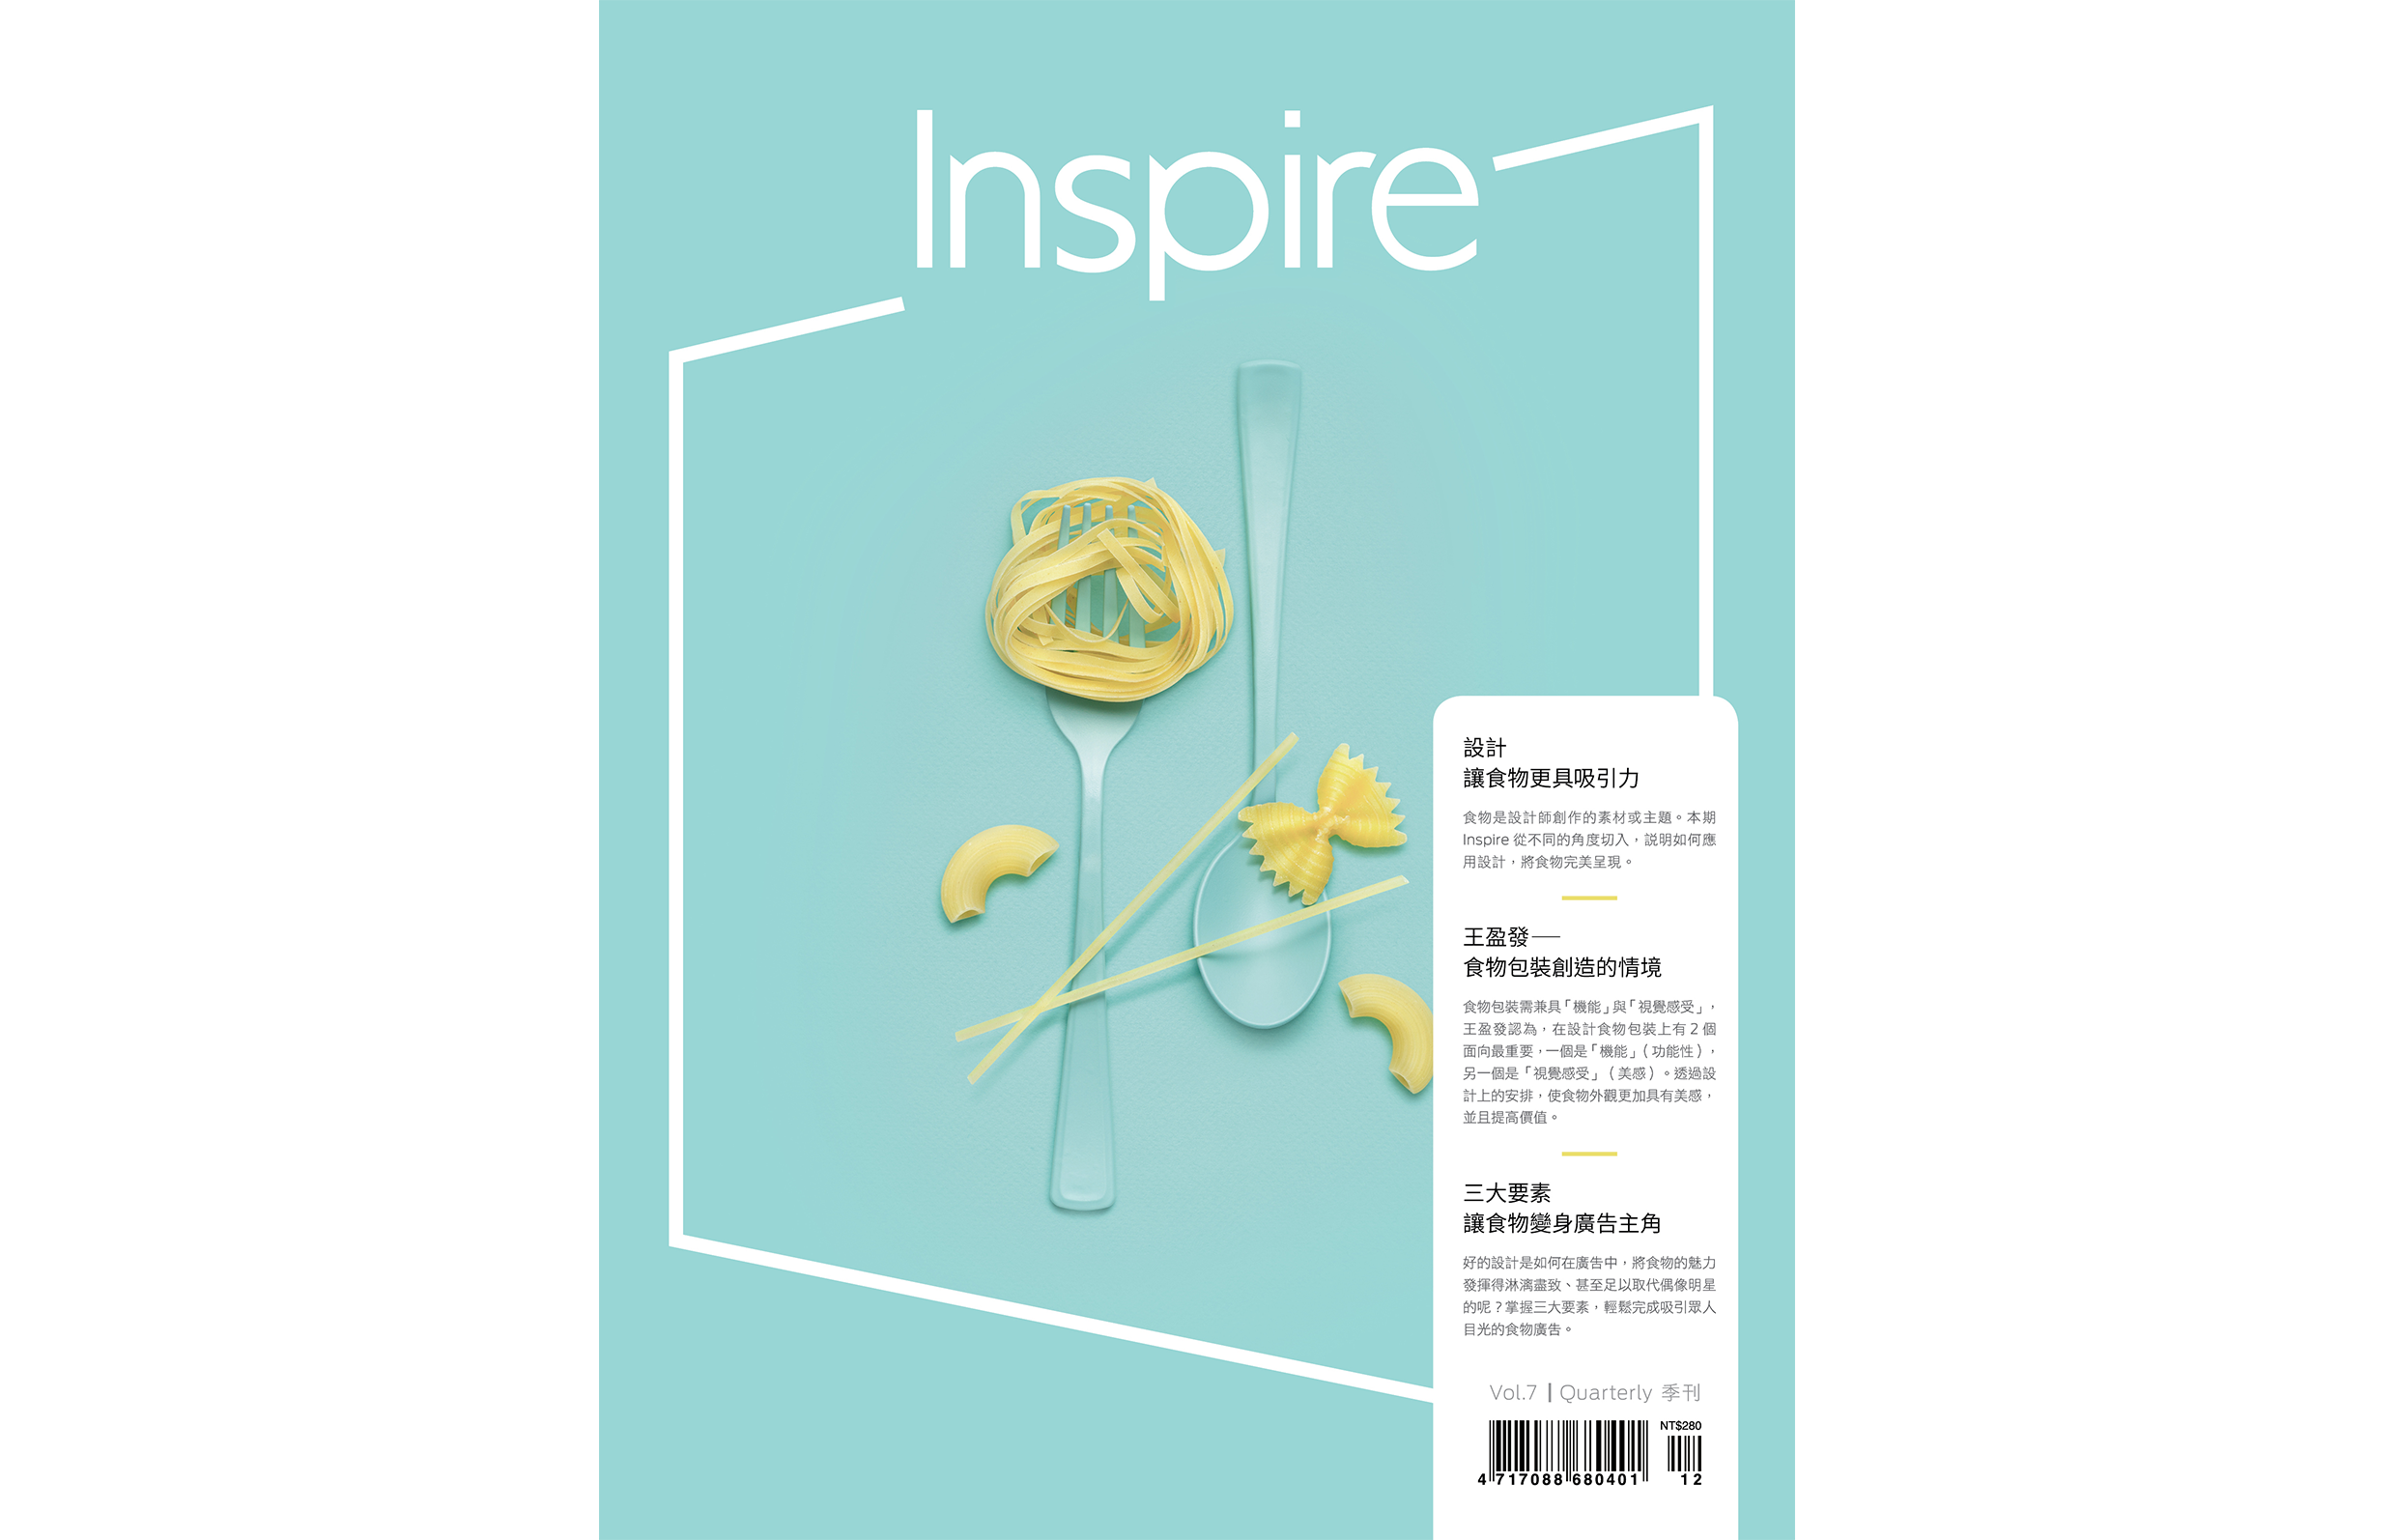 Inspire
設計
讓食物更具吸引力
食物是設計師創作的素材或主題。本期
Inspire 從不同的角度切入，說明如何應
用設計，將食物完美呈現。
王盈發──
食物包裝創造的情境
食物包裝需兼具「機能」與「視覺感受」，
王盈發認為，在設計食物包裝上有 2 個
面向最重要，一個是「機能」（功能性），
另一個是「視覺感受」（美感）。透過設
計上的安排，使食物外觀更加具有美感，
並且提高價值。
三大要素
讓食物變身廣告主角
好的設計是如何在廣告中，將食物的魅力
發揮得淋漓盡致、甚至足以取代偶像明星
的呢？掌握三大要素，輕鬆完成吸引眾人
目光的食物廣告。
Vol.7 | Quarterly 季刊
NT$280
4 717088 680401 12